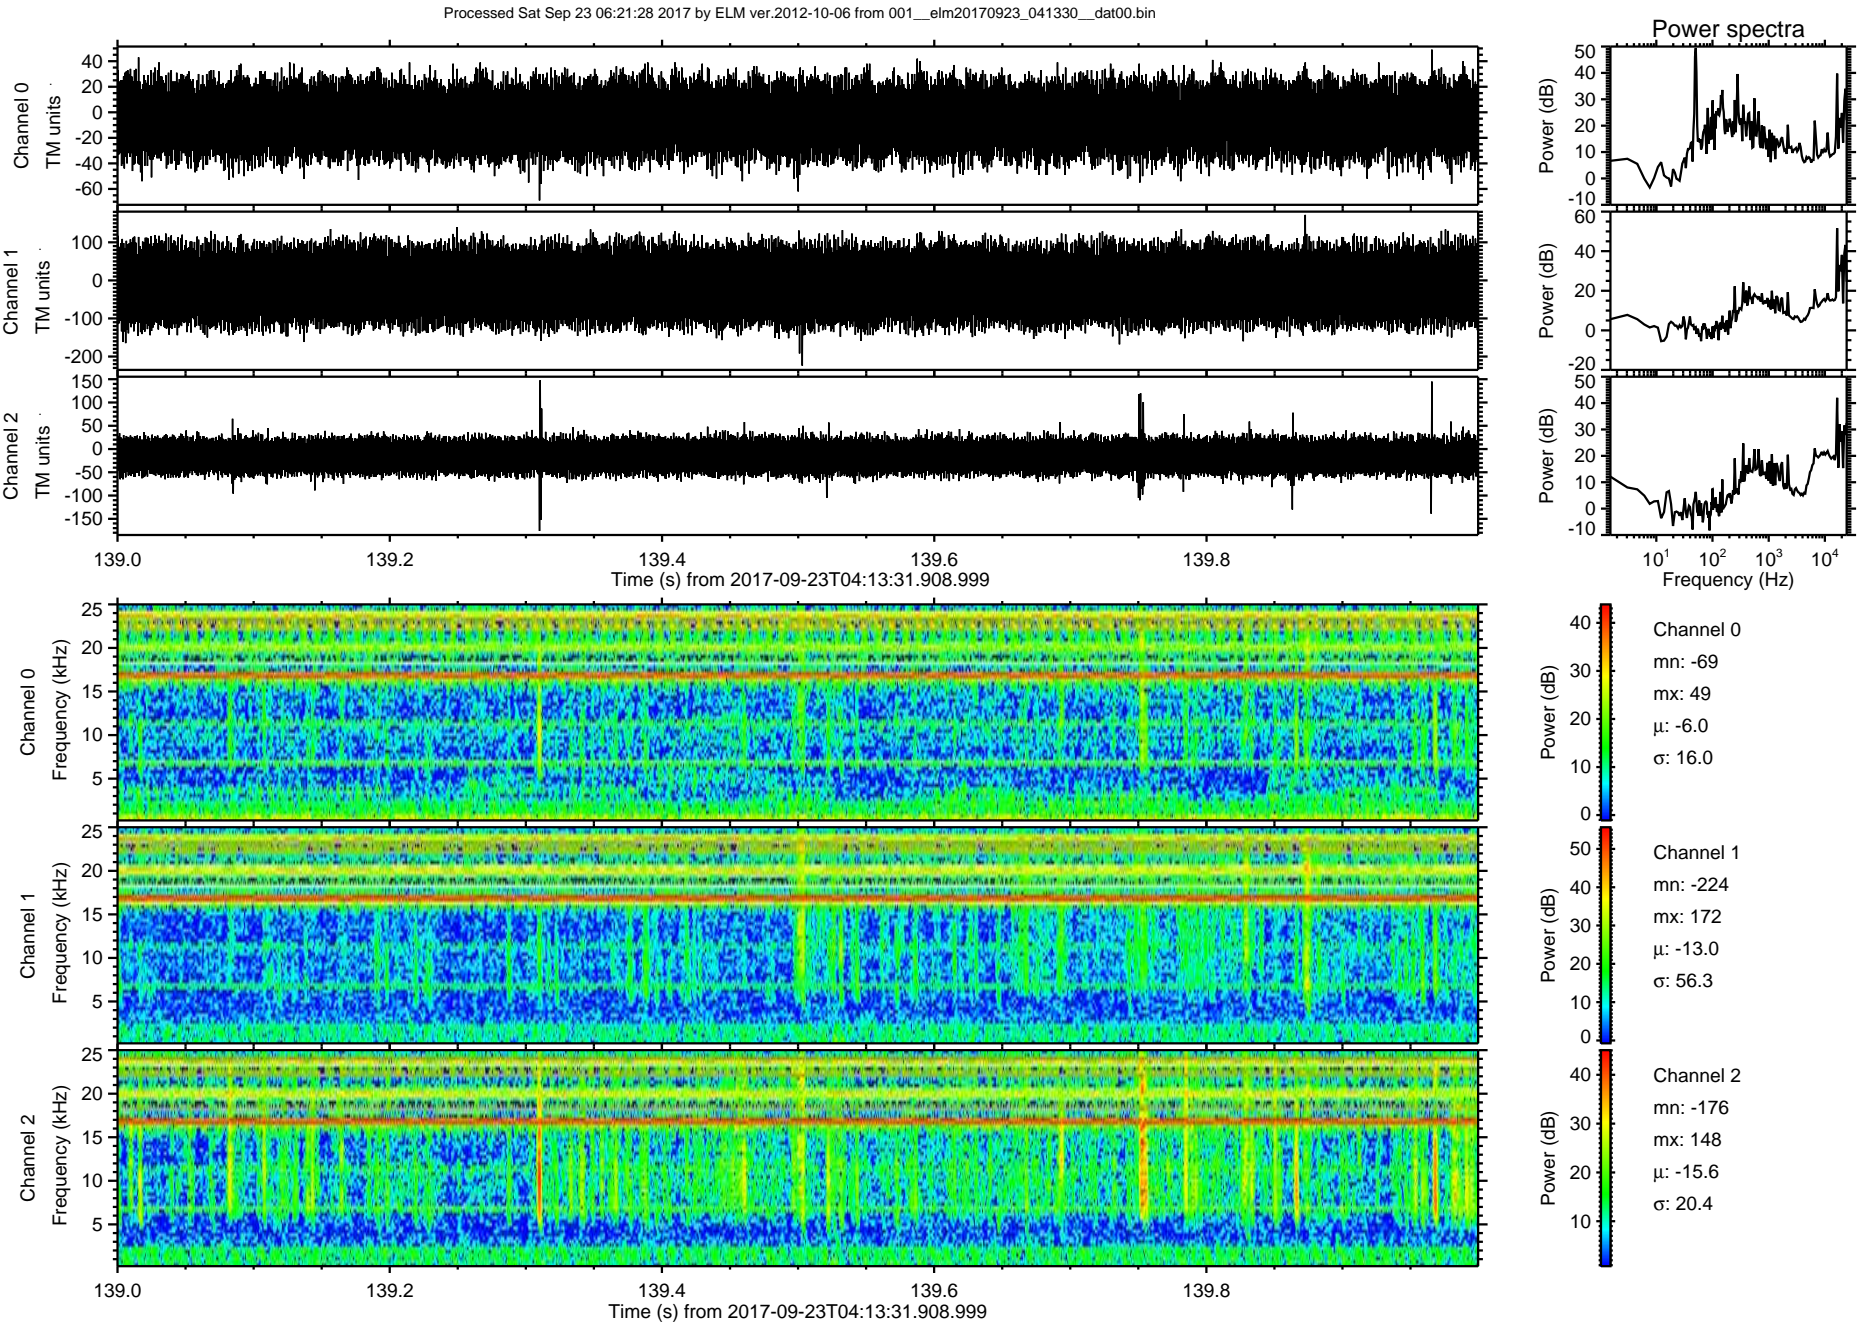 Processed Sat Sep 23 06:21:28 2017 by ELM ver.2012-10-06 from 001__elm20170923_041330__dat00.bin
Power spectra
Channel 0
TM units
40
20
0
-20
-40
-60
Power (dB)
50
40
30
20
10
0
-10
Channel 1
TM units
100
0
-100
-200
Power (dB)
60
40
20
0
-20
Channel 2
TM units
150
100
50
0
-50
-100
-150
Power (dB)
50
40
30
20
10
0
-10
139.0 139.2 139.4 139.6 139.8
Time (s) from 2017-09-23T04:13:31.908.999
10^1 10^2 10^3 10^4
Frequency (Hz)
Channel 0
Frequency (kHz)
25
20
15
10
5
Power (dB)
40
30
20
10
0
Channel 0
mn: -69
mx: 49
µ: -6.0
σ: 16.0
Channel 1
Frequency (kHz)
25
20
15
10
5
Power (dB)
50
40
30
20
10
0
Channel 1
mn: -224
mx: 172
µ: -13.0
σ: 56.3
Channel 2
Frequency (kHz)
25
20
15
10
5
Power (dB)
40
30
20
10
Channel 2
mn: -176
mx: 148
µ: -15.6
σ: 20.4
139.0 139.2 139.4 139.6 139.8
Time (s) from 2017-09-23T04:13:31.908.999